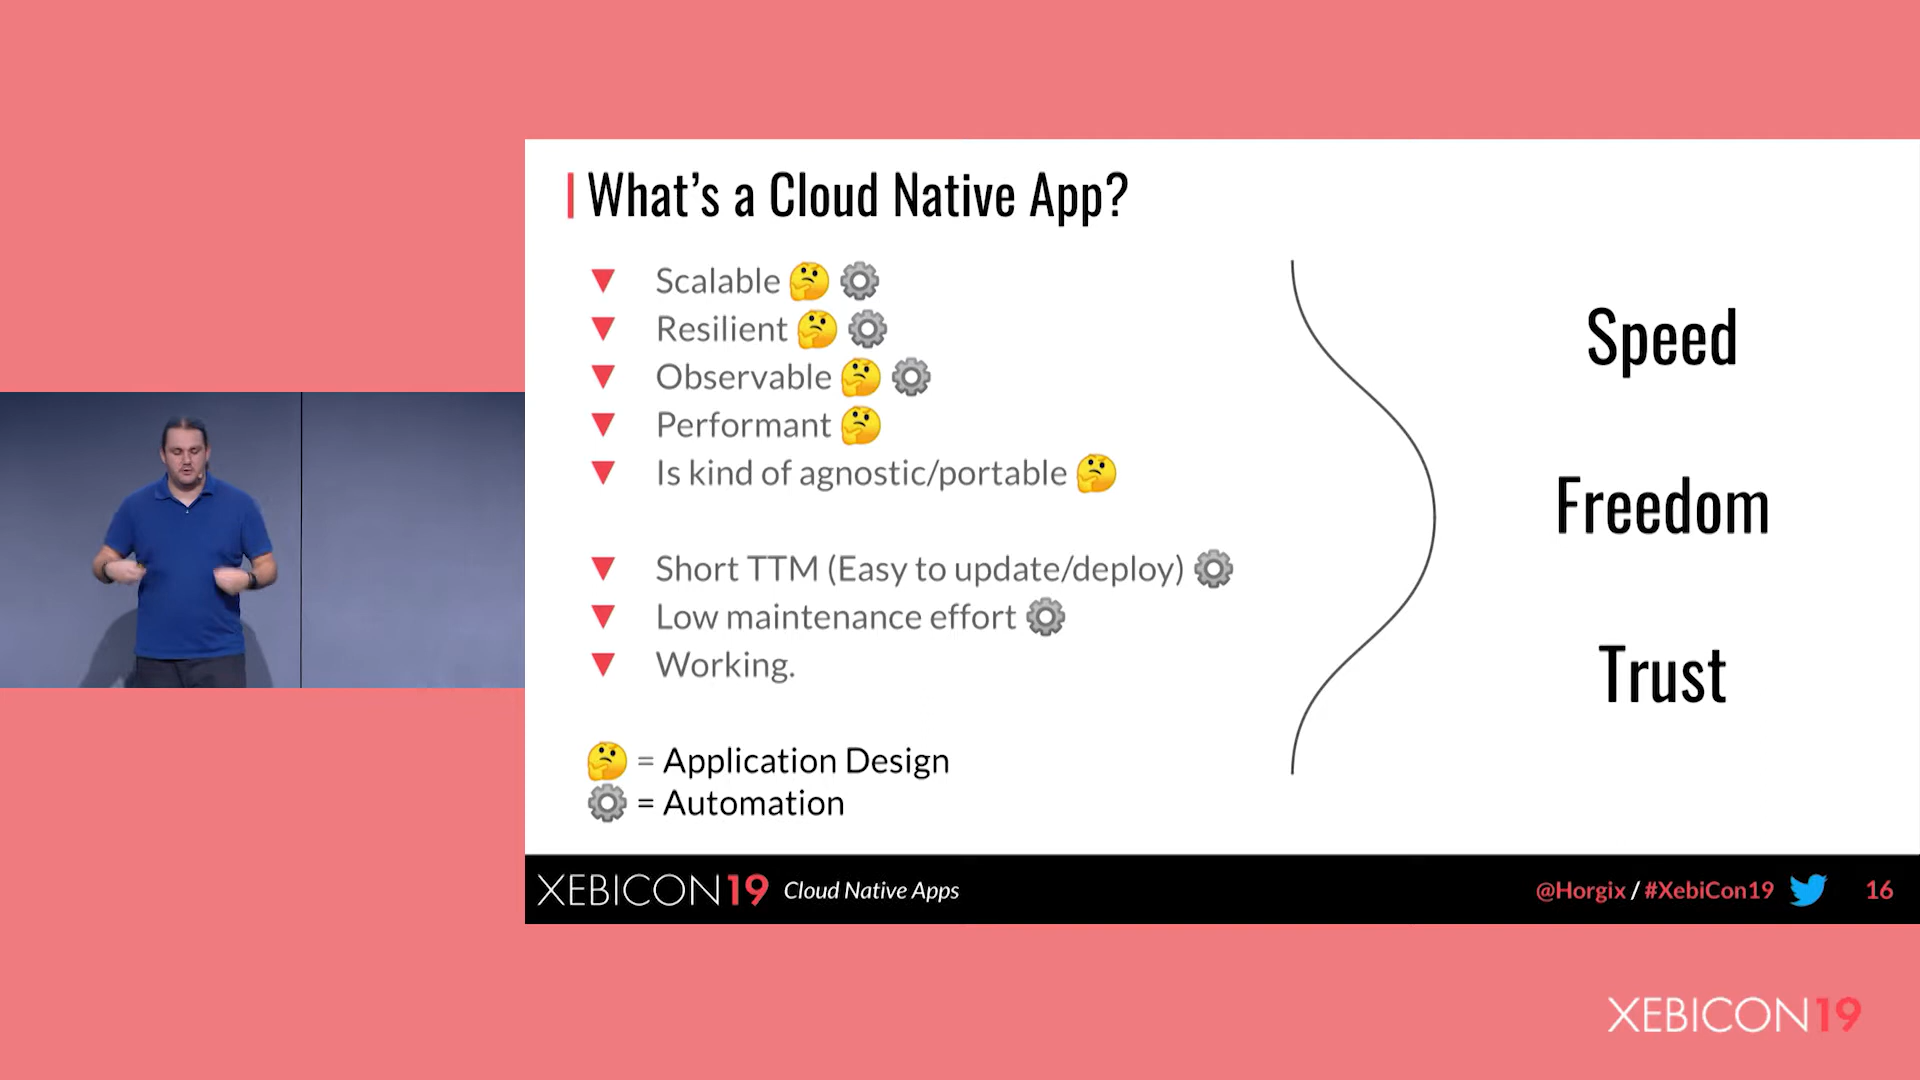 What's a Cloud Native App?
Scalable 🤔 ⚙
Resilient 🤔 ⚙
Observable 🤔 ⚙
Performant 🤔
Is kind of agnostic/portable 🤔
Short TTM (Easy to update/deploy) ⚙
Low maintenance effort ⚙
Working.
🤔 = Application Design
⚙ = Automation
Speed
Freedom
Trust
XEBICON19 Cloud Native Apps
@Horgix / #XebiCon19 16
XEBICON19